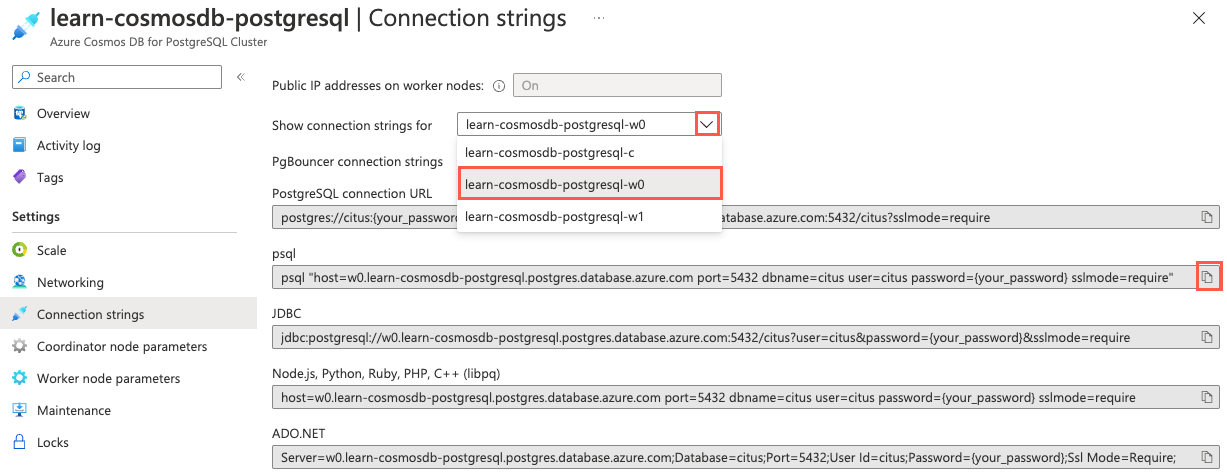 learn-cosmosdb-postgresql | Connection strings ...
Azure Cosmos DB for PostgreSQL Cluster
Search
«
Overview
Activity log
Tags
Settings
Scale
Networking
Connection strings
Coordinator node parameters
Worker node parameters
Maintenance
Locks
Public IP addresses on worker nodes: On
Show connection strings for learn-cosmosdb-postgresql-w0
learn-cosmosdb-postgresql-c
learn-cosmosdb-postgresql-w0
learn-cosmosdb-postgresql-w1
PgBouncer connection strings
PostgreSQL connection URL
postgres://citus:{your_password atabase.azure.com:5432/citus?sslmode=require
psql
psql "host=w0.learn-cosmosdb-postgresql.postgres.database.azure.com port=5432 dbname=citus user=citus password={your_password} sslmode=require"
JDBC
jdbc:postgresql://w0.learn-cosmosdb-postgresql.postgres.database.azure.com:5432/citus?user=citus&password={your_password}&sslmode=require
Node.js, Python, Ruby, PHP, C++ (libpq)
host=w0.learn-cosmosdb-postgresql.postgres.database.azure.com port=5432 dbname=citus user=citus password={your_password} sslmode=require
ADO.NET
Server=w0.learn-cosmosdb-postgresql.postgres.database.azure.com;Database=citus;Port=5432;User Id=citus;Password={your_password};Ssl Mode=Require;